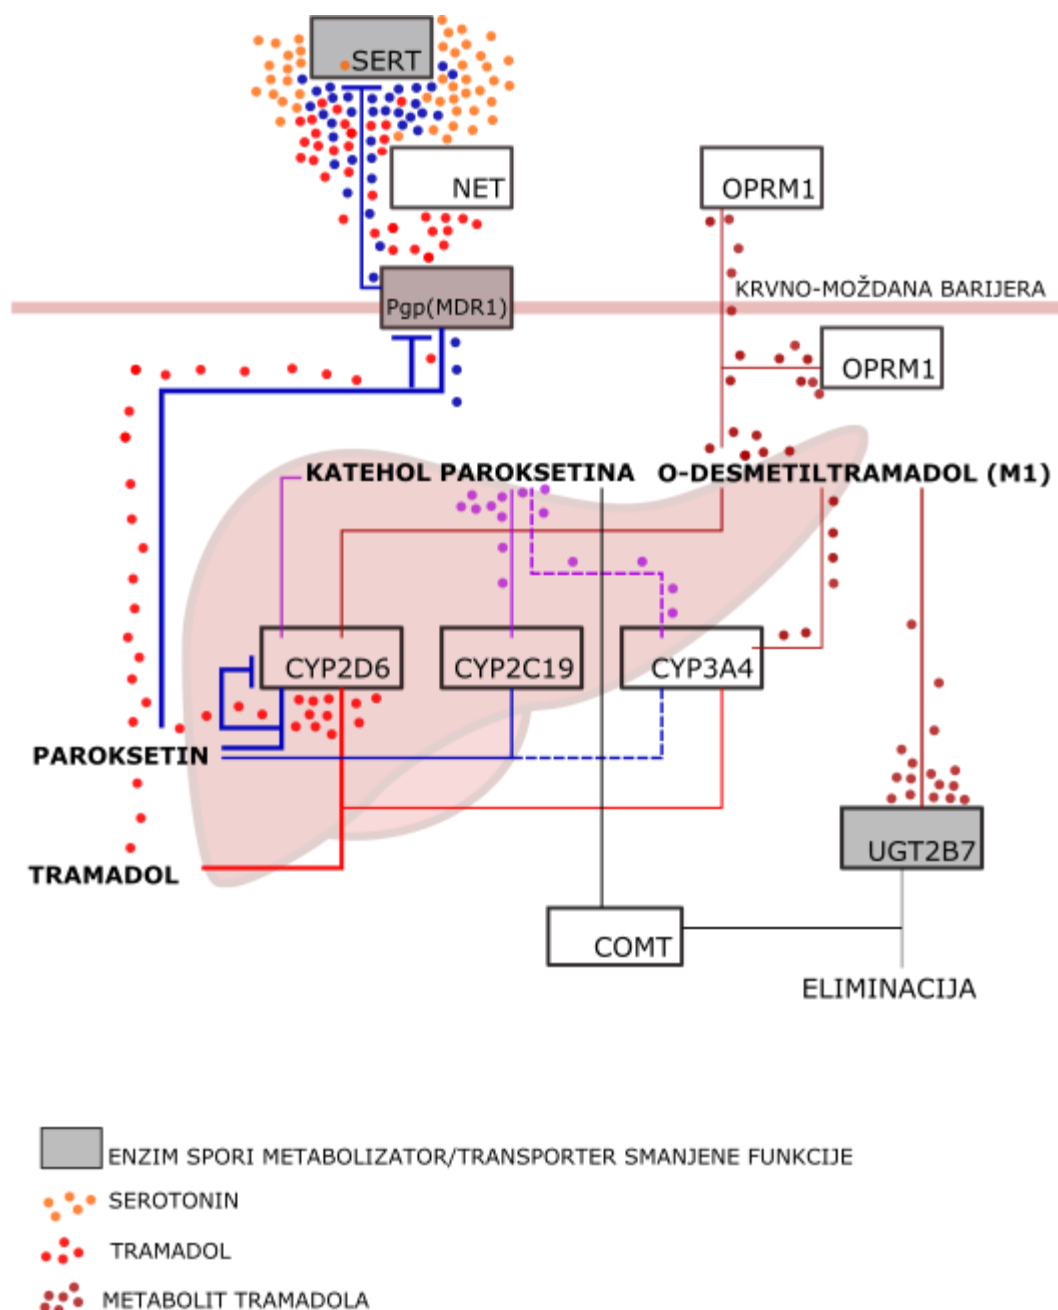 SERT
NET
OPRM1
KRVNO-MOŽDANA BARIJERA
Pgp(MDR1)
OPRM1
KATEHOL PAROKSETINA
O-DESMETILTRAMADOL (M1)
CYP2D6
CYP2C19
CYP3A4
PAROKSETIN
TRAMADOL
UGT2B7
COMT
ELIMINACIJA
ENZIM SPORI METABOLIZATOR/TRANSPORTER SMANJENE FUNKCIJE
SEROTONIN
TRAMADOL
METABOLIT TRAMADOLA